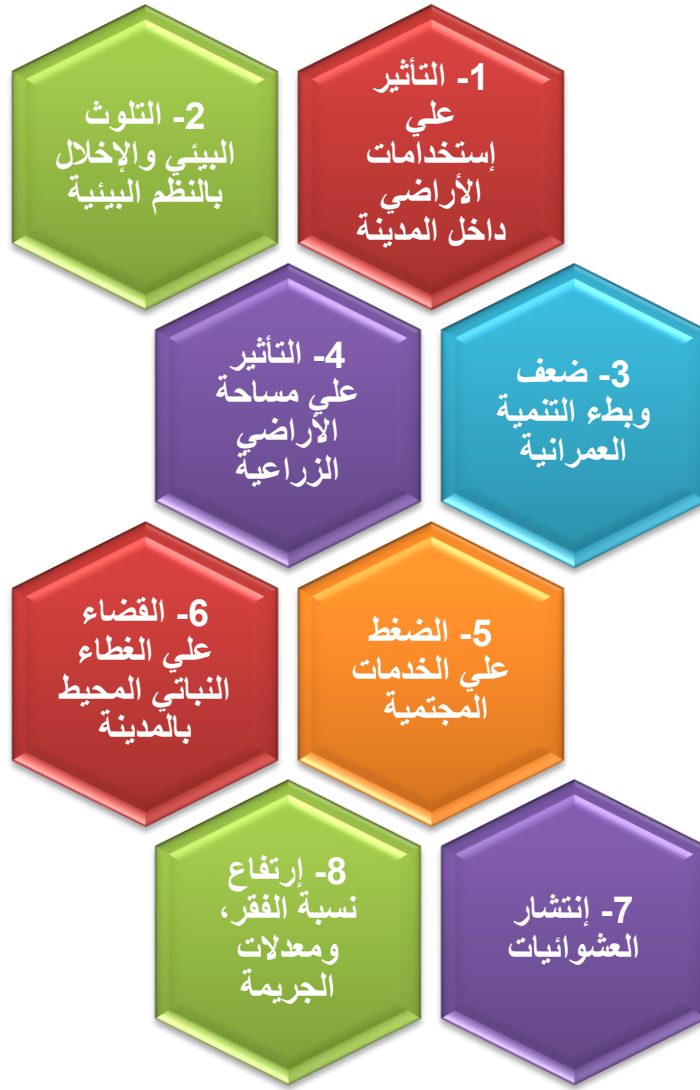 1- التأثير
علي
إستخدامات
الأراضي
داخل المدينة
2- التلوث
البيئي والإخلال
بالنظم البيئية
3- ضعف
وبطء التنمية
العمرانية
4- التأثير
علي مساحة
الأراضي
الزراعية
5- الضغط
علي الخدمات
المجتمية
6- القضاء
علي الغطاء
النباتي المحيط
بالمدينة
7- إنتشار
العشوائيات
8- إرتفاع
نسبة الفقر،
ومعدلات
الجريمة